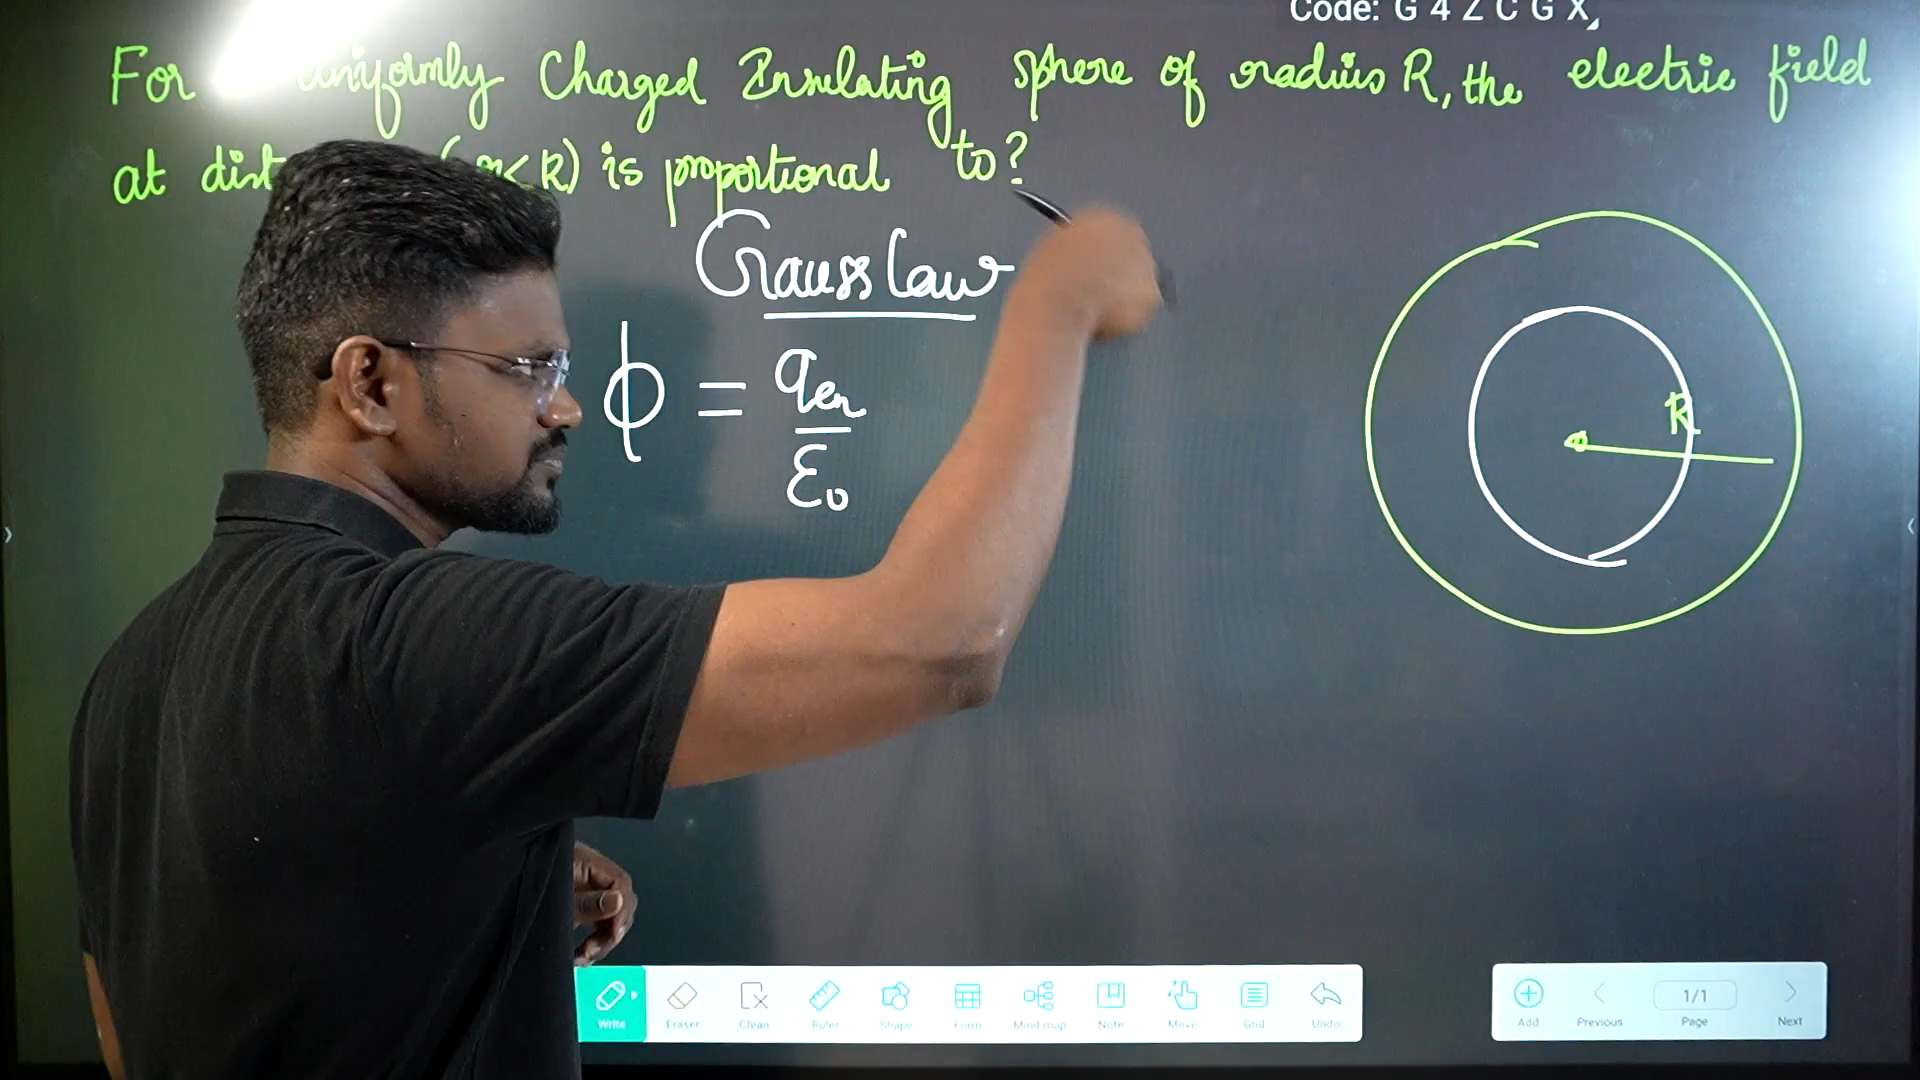 Code: G 4 Z C G X
For uniformly Charged Insulating sphere of radius R, the electric field
at dist (r<R) is proportional to?
Gauss law
ϕ = qen
ε0
R
Write Eraser Clean Ruler Shape Form Mind map Note Move Grid Undo
Add Previous 1/1 Page Next